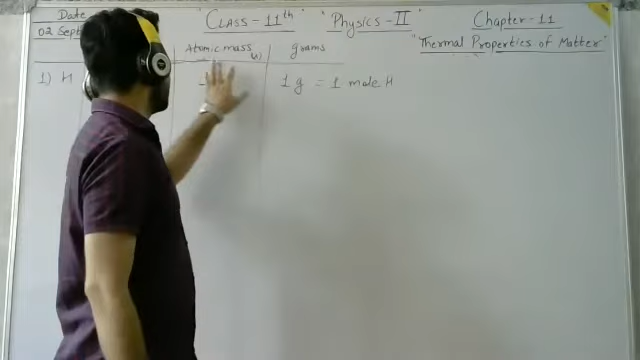 Date
" CLASS - 11th " " Physics - II " Chapter - 11
02 Sept
"Thermal Properties of Matter"
Atomic mass (u) grams
1) H 1 g = 1 mole H